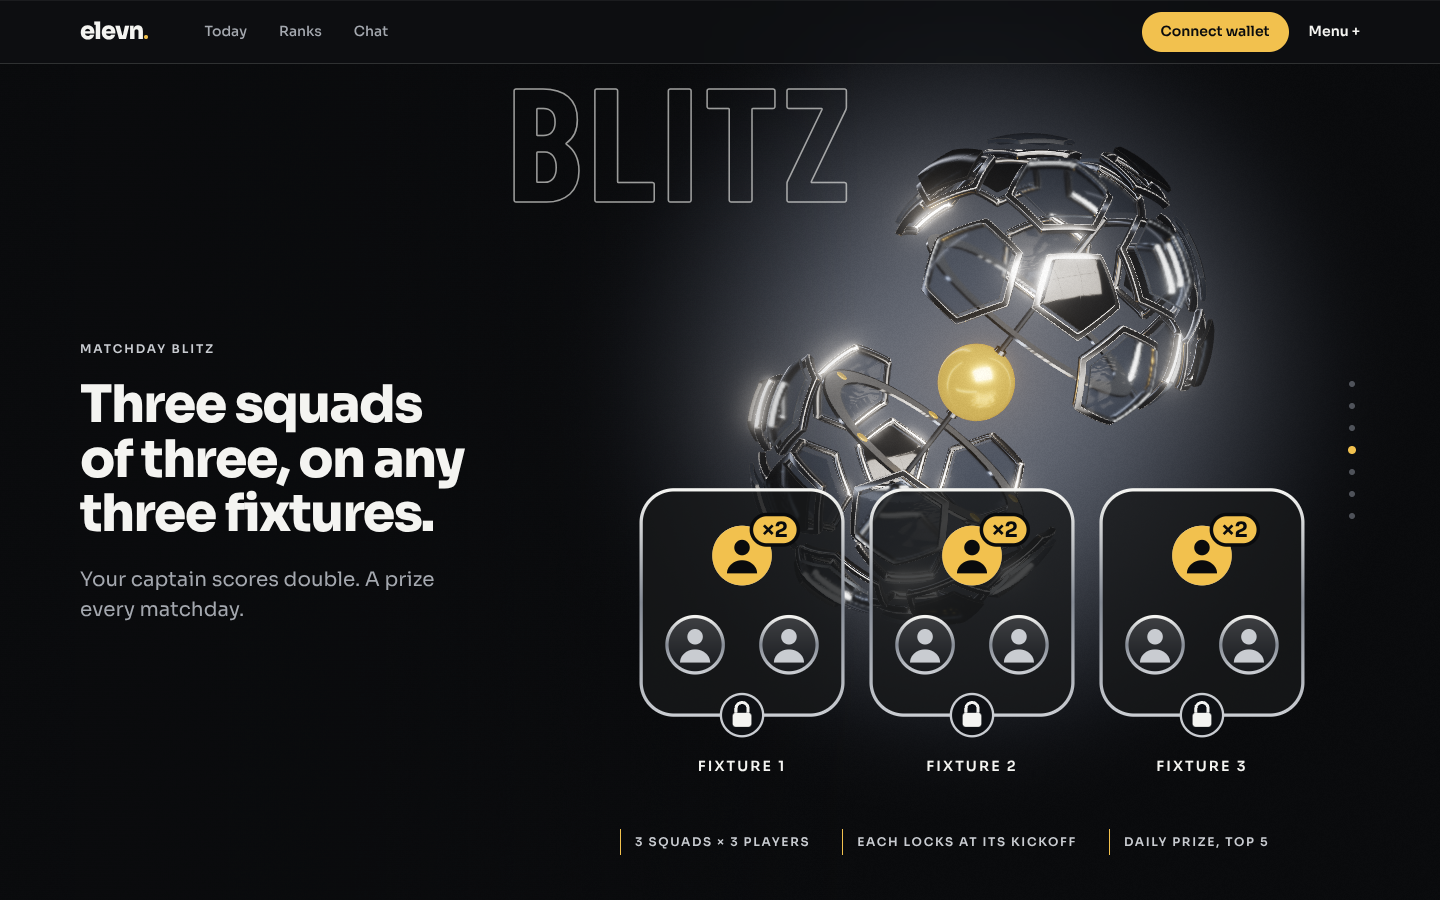 elevn.
Today
Ranks
Chat
Connect wallet
Menu +
BLITZ
MATCHDAY BLITZ
Three squads
of three, on any
three fixtures.
Your captain scores double. A prize
every matchday.
×2
×2
×2
FIXTURE 1
FIXTURE 2
FIXTURE 3
3 SQUADS × 3 PLAYERS
EACH LOCKS AT ITS KICKOFF
DAILY PRIZE, TOP 5